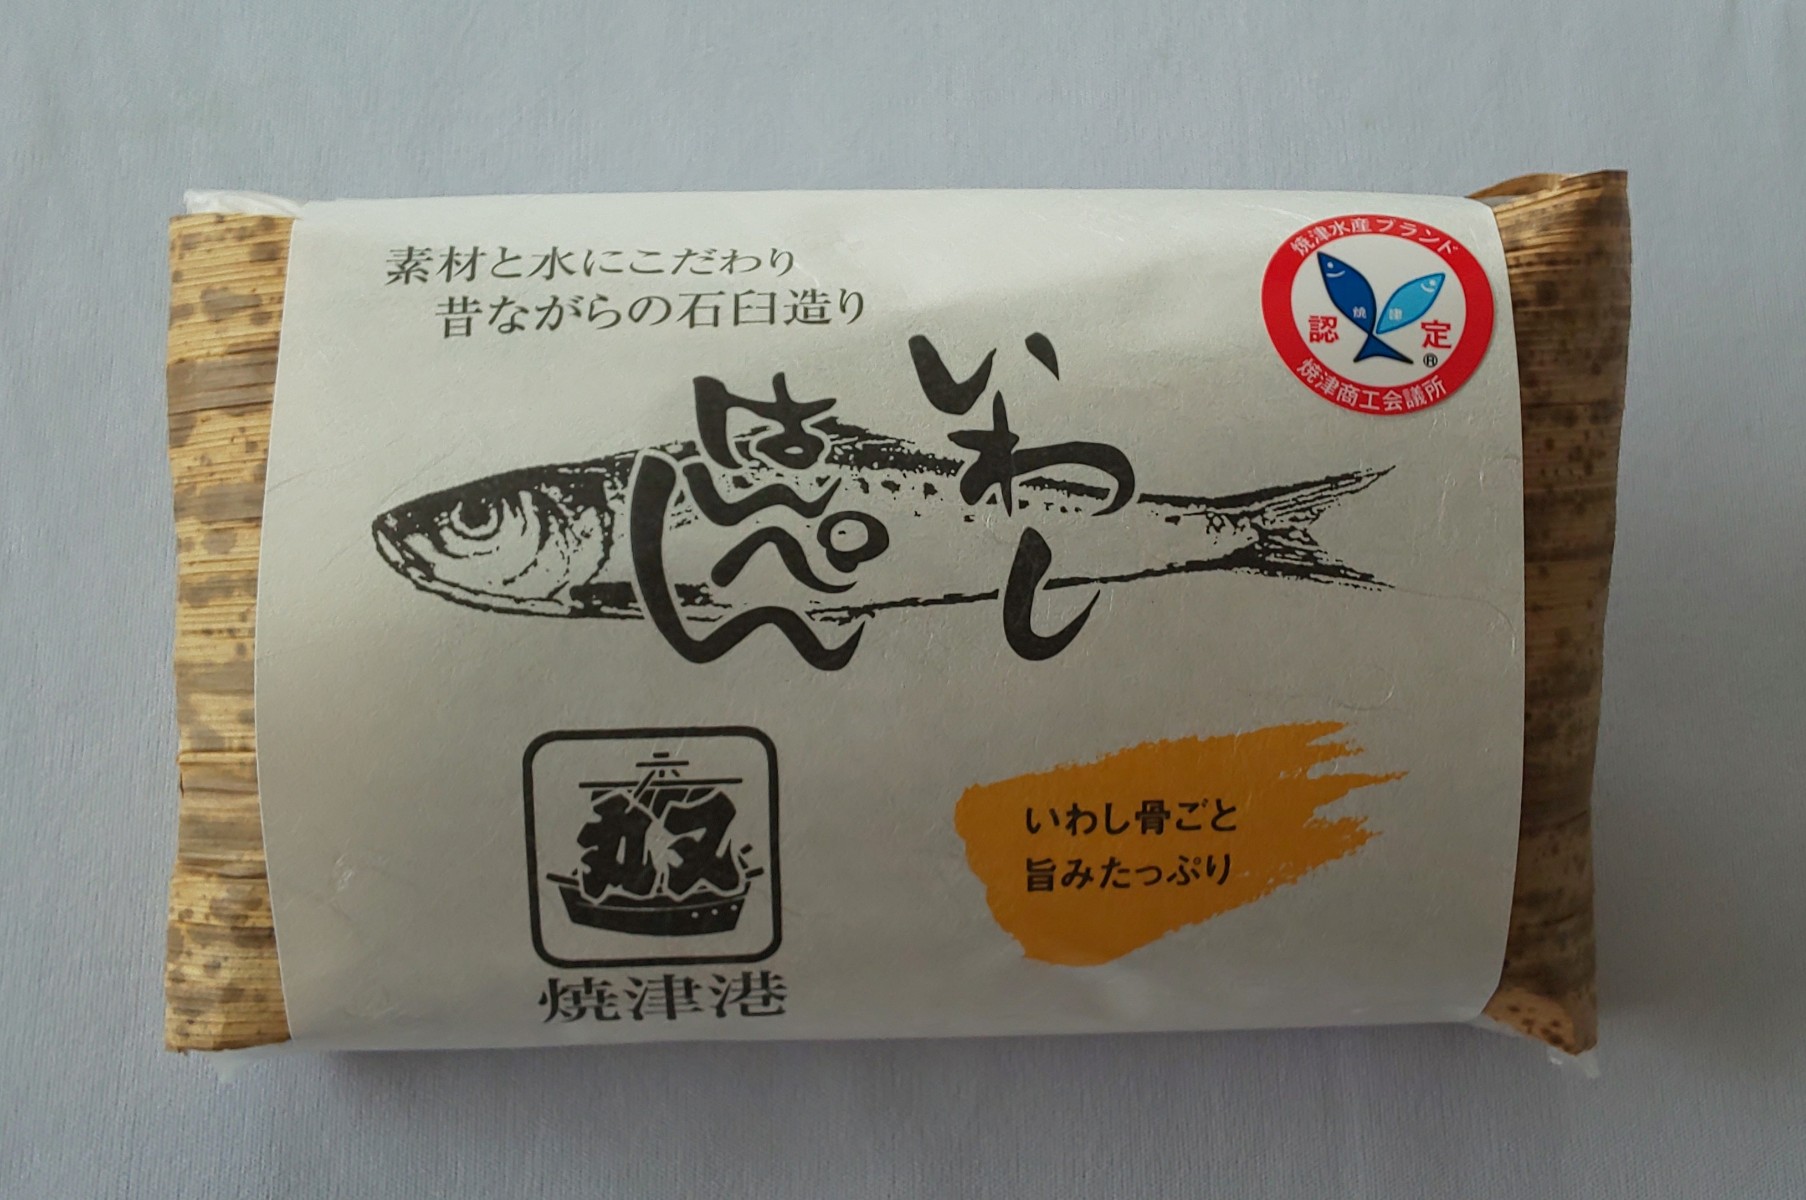 素材と水にこだわり
昔ながらの石臼造り
焼津水産ブランド
焼 津
認 定
®
焼津商工会議所
いわし
はんぺん
いわし骨ごと
旨みたっぷり
丸又
焼津港